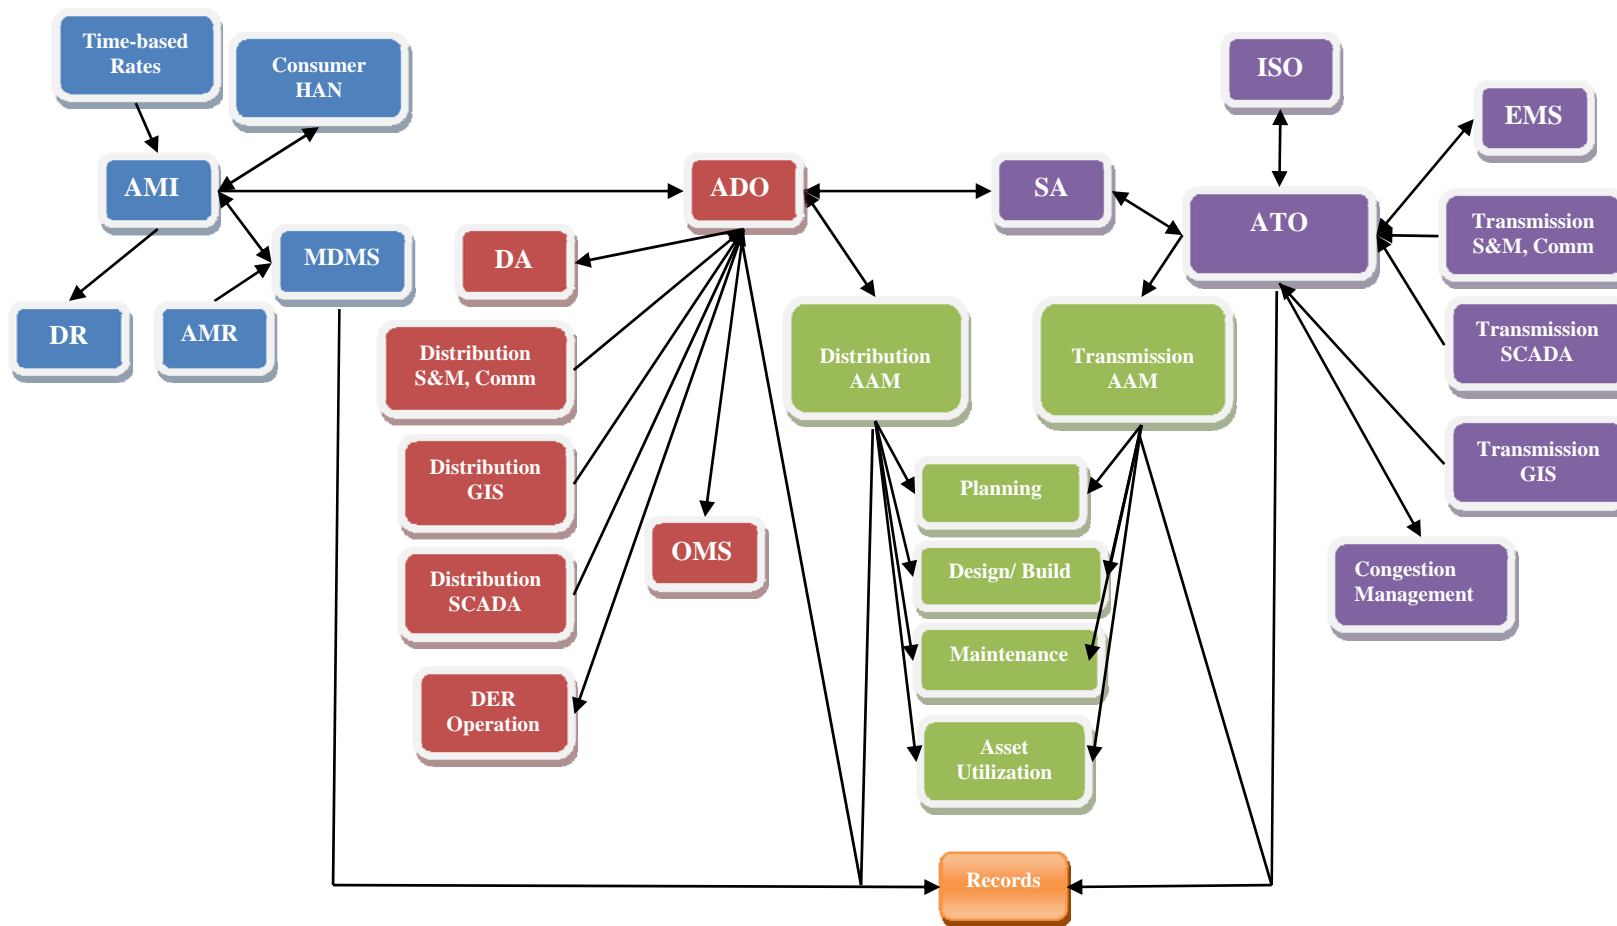 Time-based
Rates
Consumer
HAN
ISO
EMS
AMI
ADO
SA
ATO
Transmission
S&M, Comm
MDMS
DA
DR
AMR
Distribution
S&M, Comm
Distribution
AAM
Transmission
AAM
Transmission
SCADA
Distribution
GIS
Planning
Transmission
GIS
OMS
Distribution
SCADA
Design/ Build
Congestion
Management
Maintenance
DER
Operation
Asset
Utilization
Records